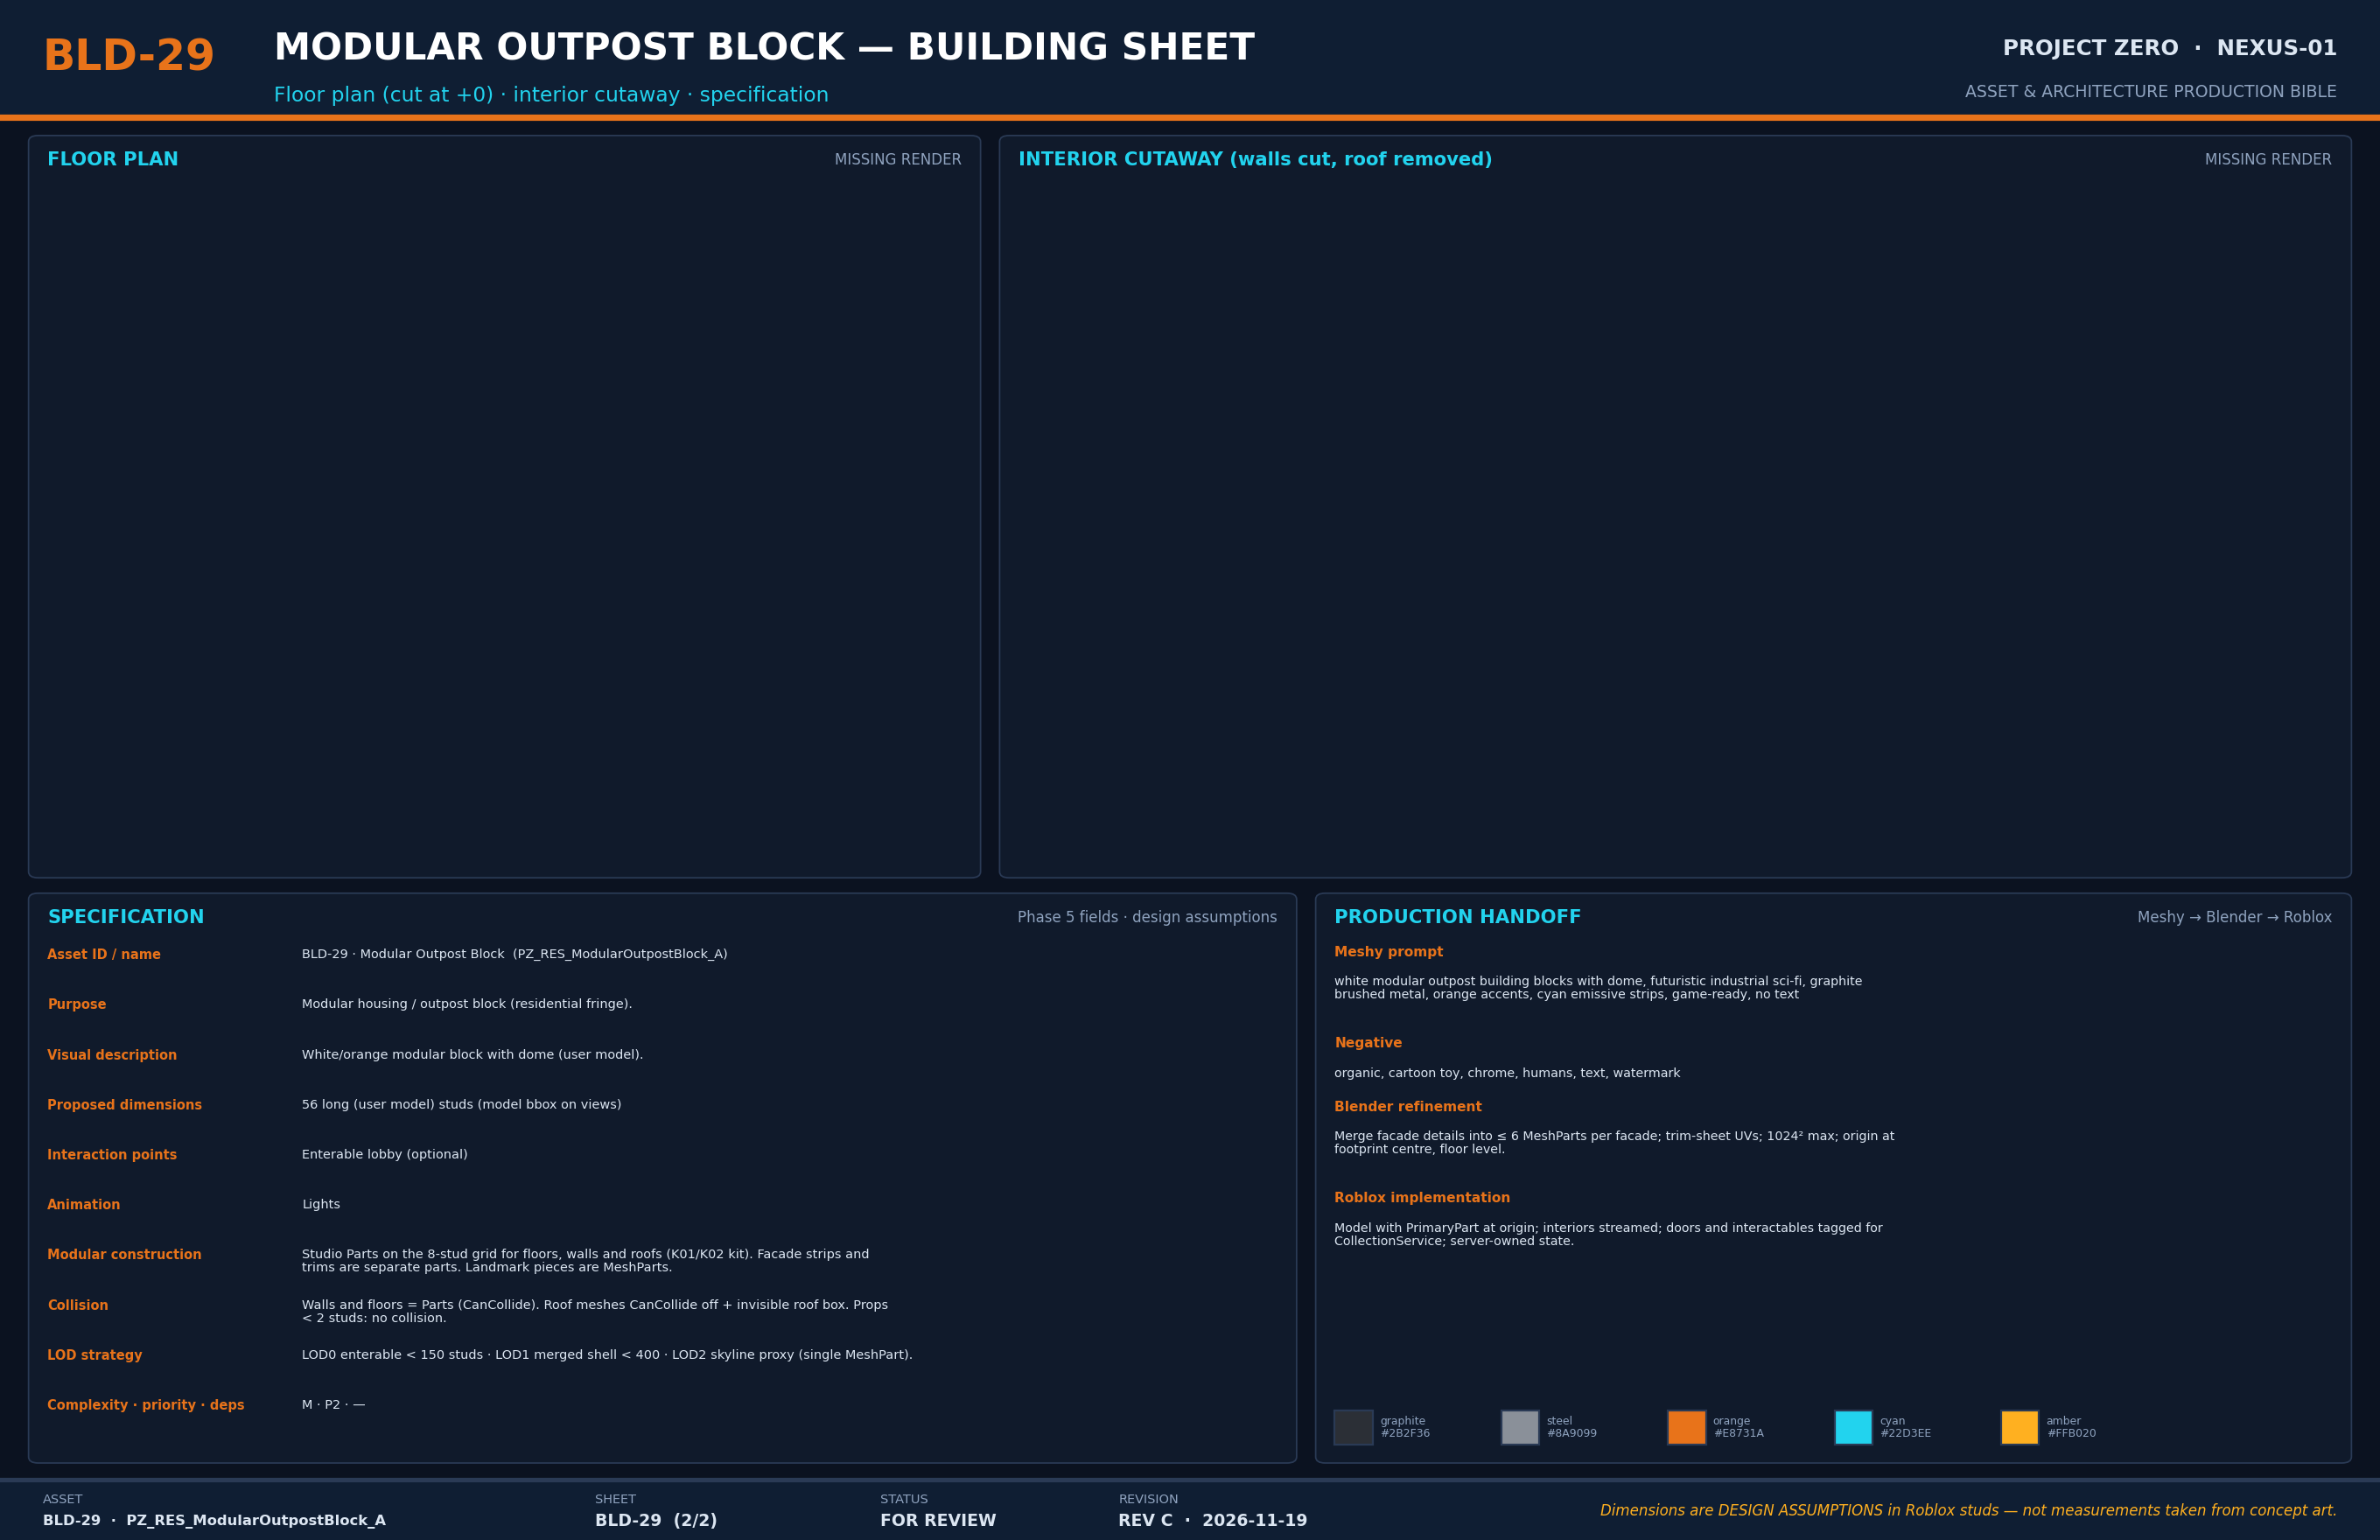 BLD-29
MODULAR OUTPOST BLOCK — BUILDING SHEET
Floor plan (cut at +0) · interior cutaway · specification
PROJECT ZERO · NEXUS-01
ASSET & ARCHITECTURE PRODUCTION BIBLE
FLOOR PLAN
MISSING RENDER
INTERIOR CUTAWAY (walls cut, roof removed)
MISSING RENDER
SPECIFICATION
Phase 5 fields · design assumptions
Asset ID / name
BLD-29 · Modular Outpost Block (PZ_RES_ModularOutpostBlock_A)
Purpose
Modular housing / outpost block (residential fringe).
Visual description
White/orange modular block with dome (user model).
Proposed dimensions
56 long (user model) studs (model bbox on views)
Interaction points
Enterable lobby (optional)
Animation
Lights
Modular construction
Studio Parts on the 8-stud grid for floors, walls and roofs (K01/K02 kit). Facade strips and
trims are separate parts. Landmark pieces are MeshParts.
Collision
Walls and floors = Parts (CanCollide). Roof meshes CanCollide off + invisible roof box. Props
< 2 studs: no collision.
LOD strategy
LOD0 enterable < 150 studs · LOD1 merged shell < 400 · LOD2 skyline proxy (single MeshPart).
Complexity · priority · deps
M · P2 · —
PRODUCTION HANDOFF
Meshy → Blender → Roblox
Meshy prompt
white modular outpost building blocks with dome, futuristic industrial sci-fi, graphite
brushed metal, orange accents, cyan emissive strips, game-ready, no text
Negative
organic, cartoon toy, chrome, humans, text, watermark
Blender refinement
Merge facade details into ≤ 6 MeshParts per facade; trim-sheet UVs; 1024² max; origin at
footprint centre, floor level.
Roblox implementation
Model with PrimaryPart at origin; interiors streamed; doors and interactables tagged for
CollectionService; server-owned state.
graphite
#2B2F36
steel
#8A9099
orange
#E8731A
cyan
#22D3EE
amber
#FFB020
ASSET
BLD-29 · PZ_RES_ModularOutpostBlock_A
SHEET
BLD-29 (2/2)
STATUS
FOR REVIEW
REVISION
REV C · 2026-11-19
Dimensions are DESIGN ASSUMPTIONS in Roblox studs — not measurements taken from concept art.